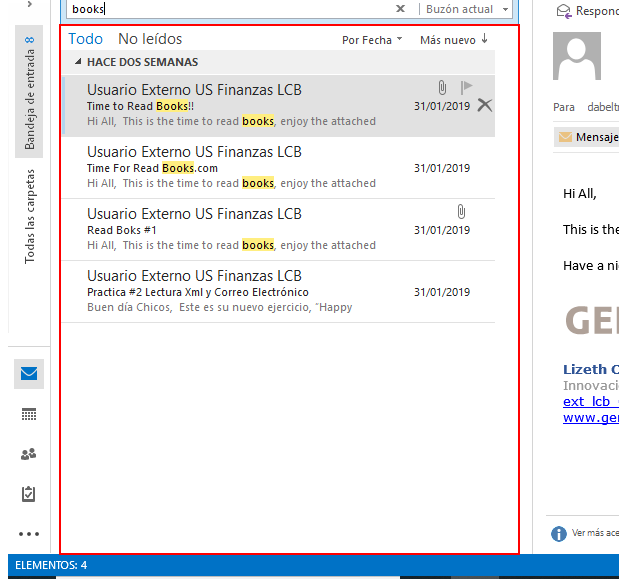 books
Buzón actual
Respond
Todo No leídos Por Fecha Más nuevo
HACE DOS SEMANAS
Bandeja de entrada 8
Todas las carpetas
Usuario Externo US Finanzas LCB
Time to Read Books!! 31/01/2019
Hi All, This is the time to read books, enjoy the attached
Usuario Externo US Finanzas LCB
Time For Read Books.com 31/01/2019
Hi All, This is the time to read books, enjoy the attached
Usuario Externo US Finanzas LCB
Read Boks #1 31/01/2019
Hi All, This is the time to read books, enjoy the attached
Usuario Externo US Finanzas LCB
Practica #2 Lectura Xml y Correo Electrónico 31/01/2019
Buen día Chicos, Este es su nuevo ejercicio, "Happy
Para dabelt
Mensaje
Hi All,
This is the
Have a ni
GE
Lizeth
Innovaci
ext_lcb_
www.ge
Ver más ace
ELEMENTOS: 4